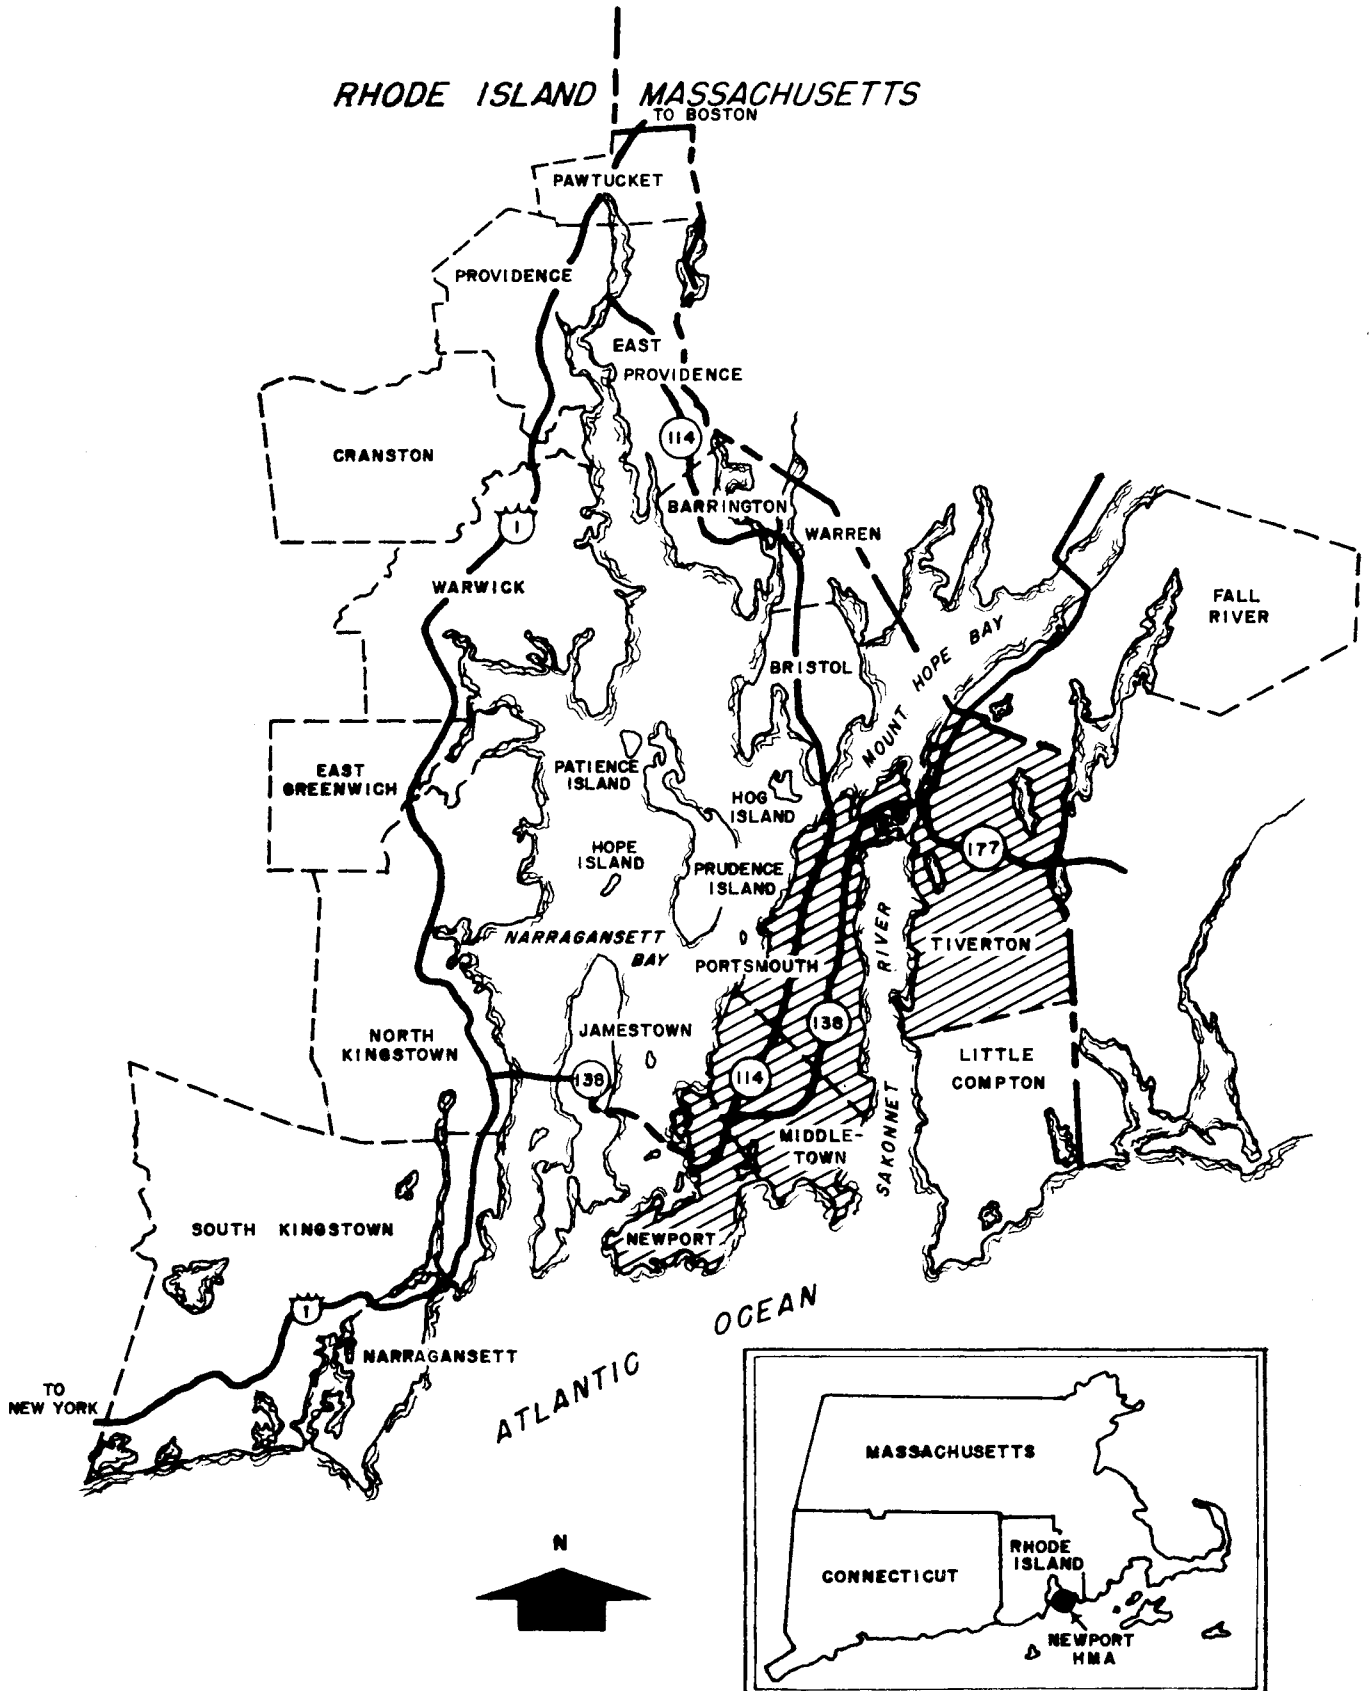 RHODE ISLAND
MASSACHUSETTS
TO BOSTON
PAWTUCKET
PROVIDENCE
EAST
PROVIDENCE
114
CRANSTON
BARRINGTON
1
WARREN
WARWICK
FALL
RIVER
MOUNT HOPE BAY
BRISTOL
EAST
GREENWICH
PATIENCE
ISLAND
HOG
ISLAND
HOPE
ISLAND
177
PRUDENCE
ISLAND
NARRAGANSETT
BAY
SAKONNET RIVER
TIVERTON
PORTSMOUTH
138
NORTH
KINGSTOWN
JAMESTOWN
138
114
LITTLE
COMPTON
MIDDLE-
TOWN
SOUTH KINGSTOWN
NEWPORT
1
NARRAGANSETT
ATLANTIC OCEAN
TO
NEW YORK
N
MASSACHUSETTS
RHODE
ISLAND
CONNECTICUT
NEWPORT
HMA